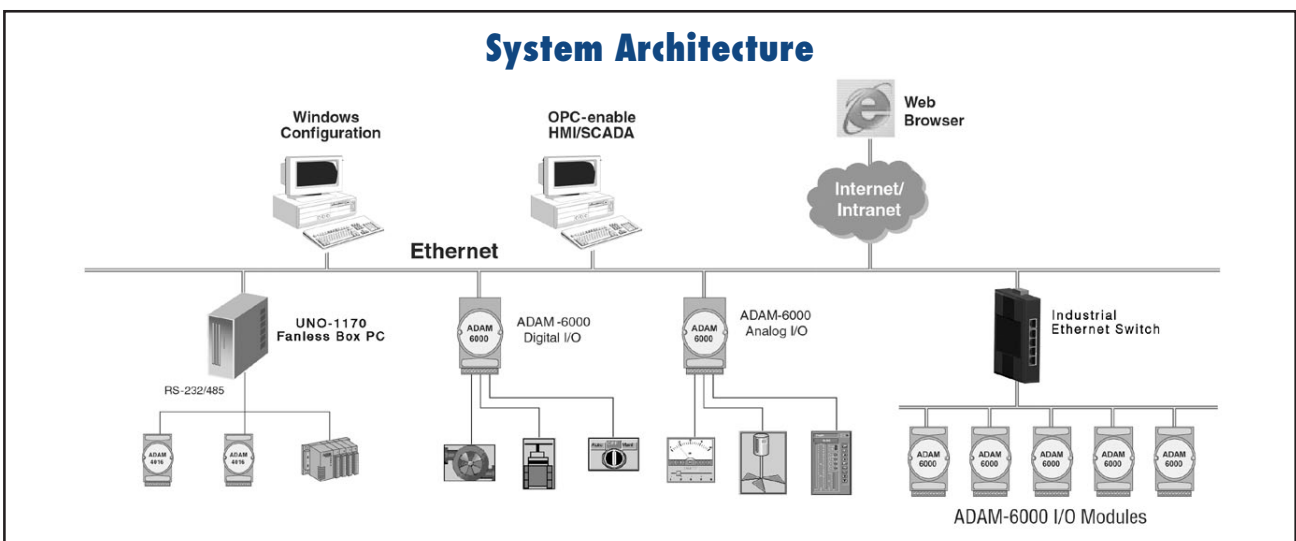 System Architecture
Windows
Configuration
OPC-enable
HMI/SCADA
Web
Browser
Internet/
Intranet
Ethernet
UNO-1170
Fanless Box PC
RS-232/485
ADAM
6000
ADAM-6000
Digital I/O
ADAM
6000
ADAM-6000
Analog I/O
Industrial
Ethernet Switch
ADAM
4016
ADAM
4016
ADAM
6000
ADAM
6000
ADAM
6000
ADAM
6000
ADAM
6000
ADAM-6000 I/O Modules